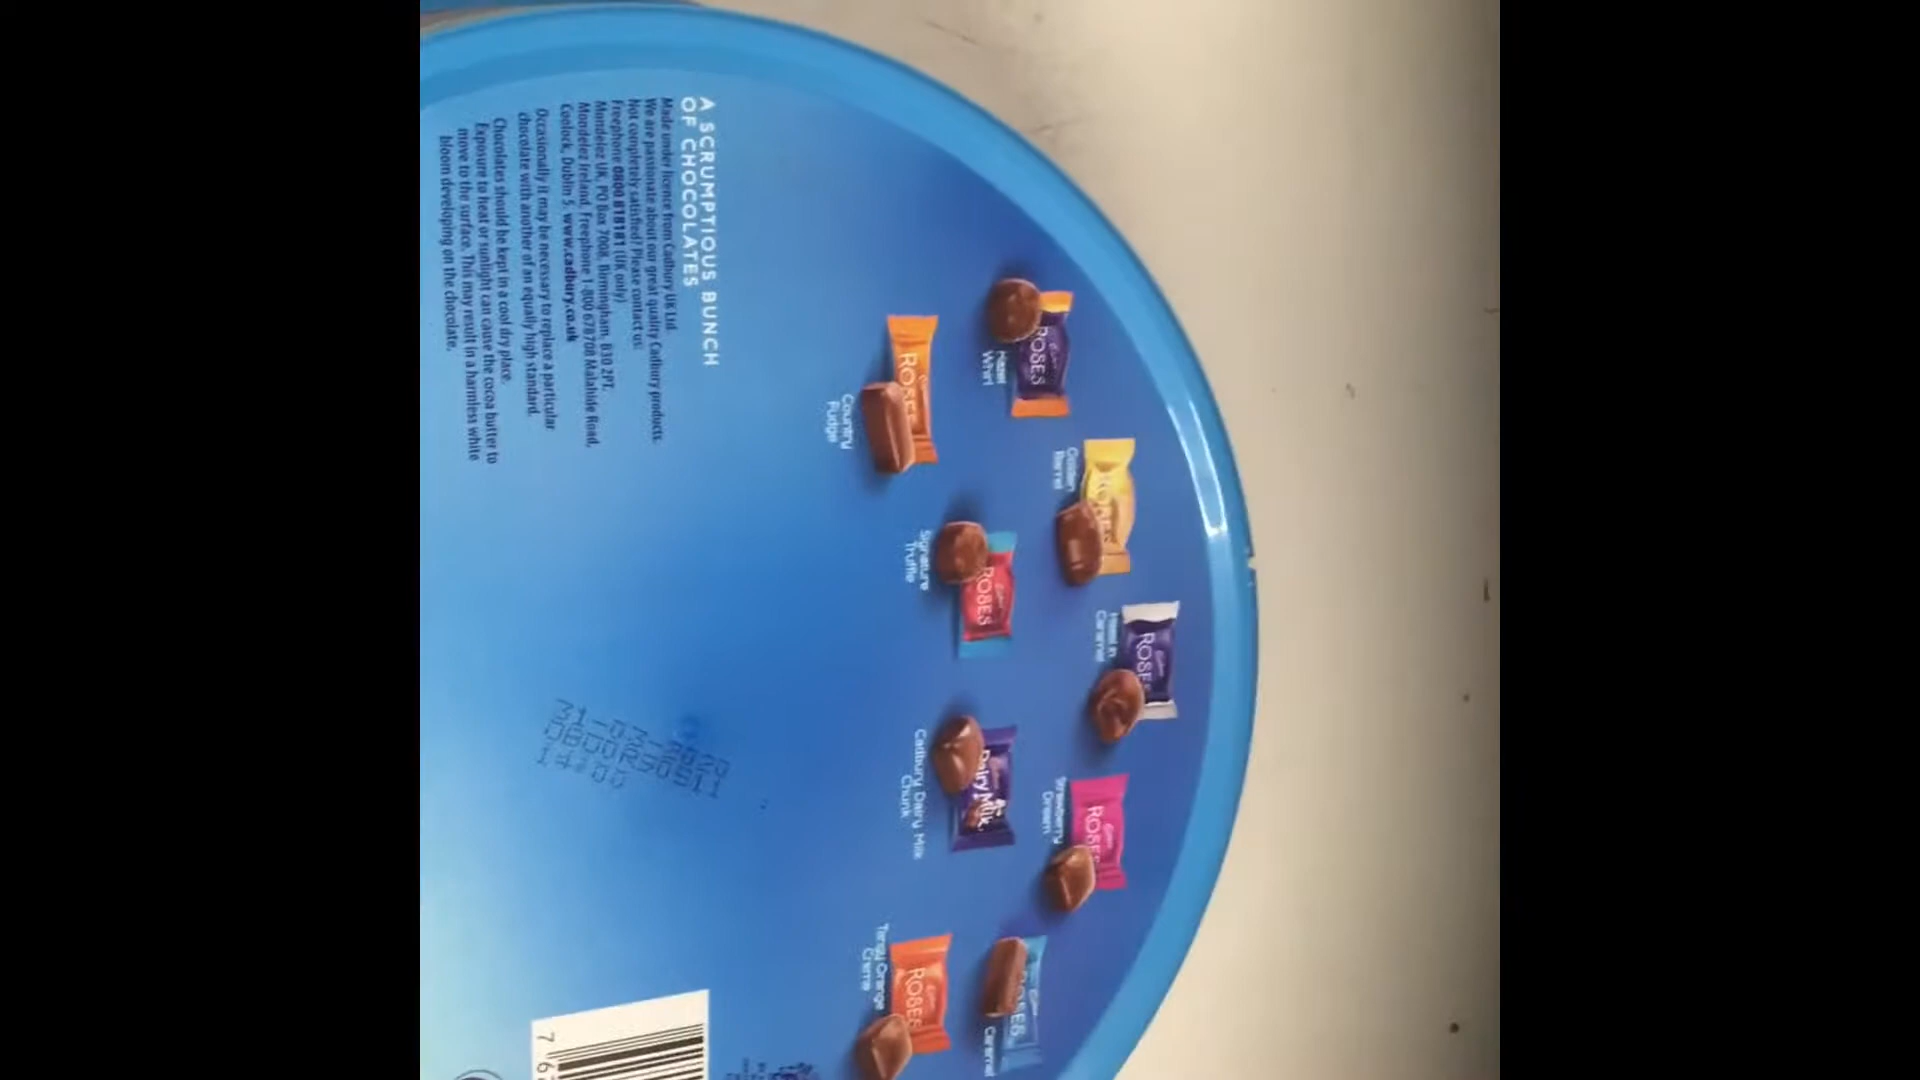 A SCRUMPTIOUS BUNCH
OF CHOCOLATES
Made under licence from Cadbury UK Ltd.
We are passionate about our great quality Cadbury products.
Not completely satisfied? Please contact us:
Freephone 0800 818181 (UK only)
Mondelez UK, PO Box 7008, Birmingham, B30 2PT.
Mondelez Ireland, Freephone 1-800 678708 Malahide Road,
Coolock, Dublin 5. www.cadbury.co.uk
Occasionally it may be necessary to replace a particular
chocolate with another of an equally high standard.
Chocolates should be kept in a cool dry place.
Exposure to heat or sunlight can cause the cocoa butter to
move to the surface. This may result in a harmless white
bloom developing on the chocolate.
ROSES
Hazel
Whirl
ROSES
Country
Fudge
ROSES
Golden
Barrel
ROSES
Signature
Truffle
ROSES
Hazel in
Caramel
Dairy Milk
Cadbury Dairy Milk
Chunk
ROSES
Strawberry
Dream
ROSES
Caramel
ROSES
Tangy Orange
Creme
31-03-2020
OB00R90911
14:00
7 6